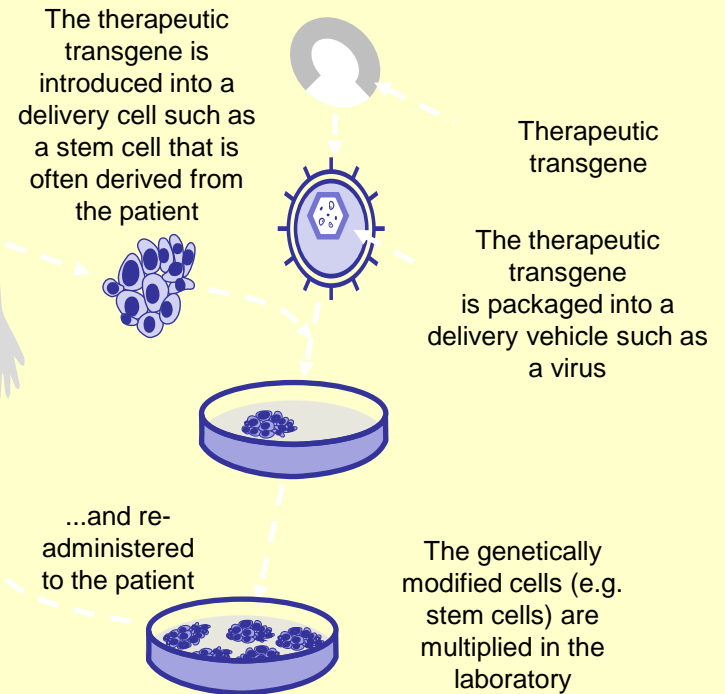 The therapeutic
transgene is
introduced into a
delivery cell such as
a stem cell that is
often derived from
the patient
Therapeutic
transgene
The therapeutic
transgene
is packaged into a
delivery vehicle such as
a virus
...and re-
administered
to the patient
The genetically
modified cells (e.g.
stem cells) are
multiplied in the
laboratory